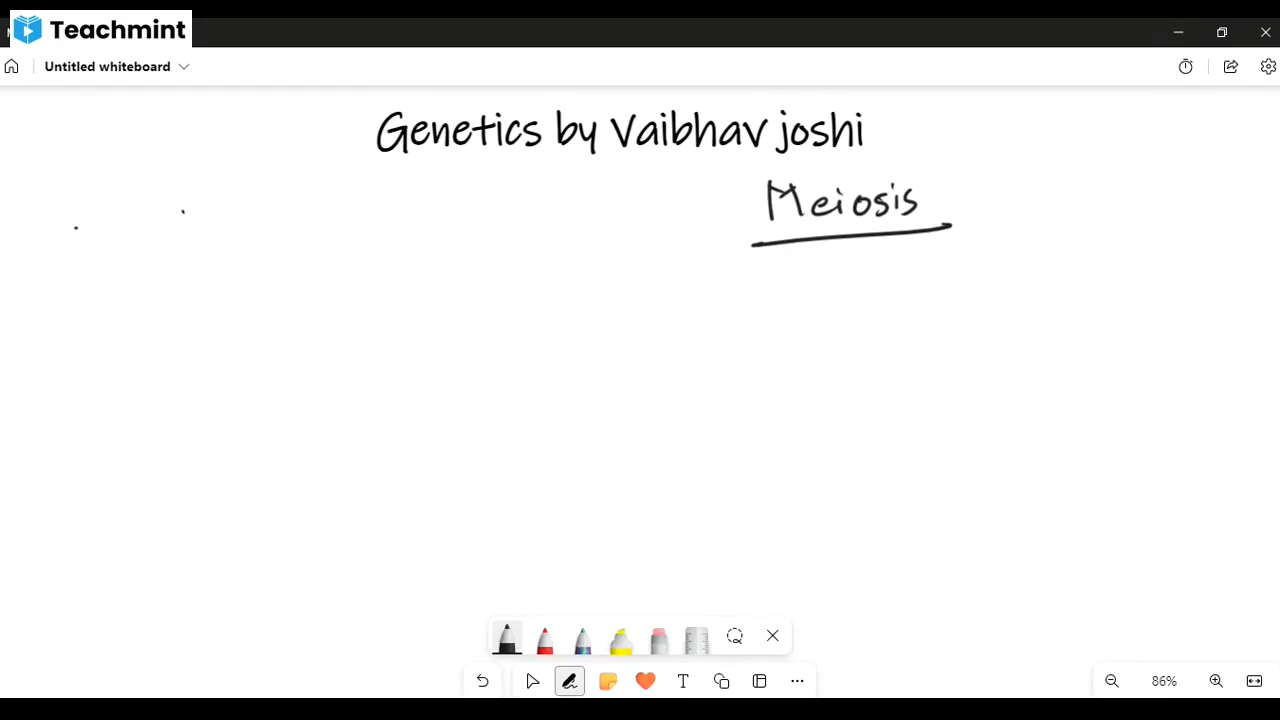 Teachmint
Untitled whiteboard
Genetics by Vaibhav joshi
Meiosis
86%